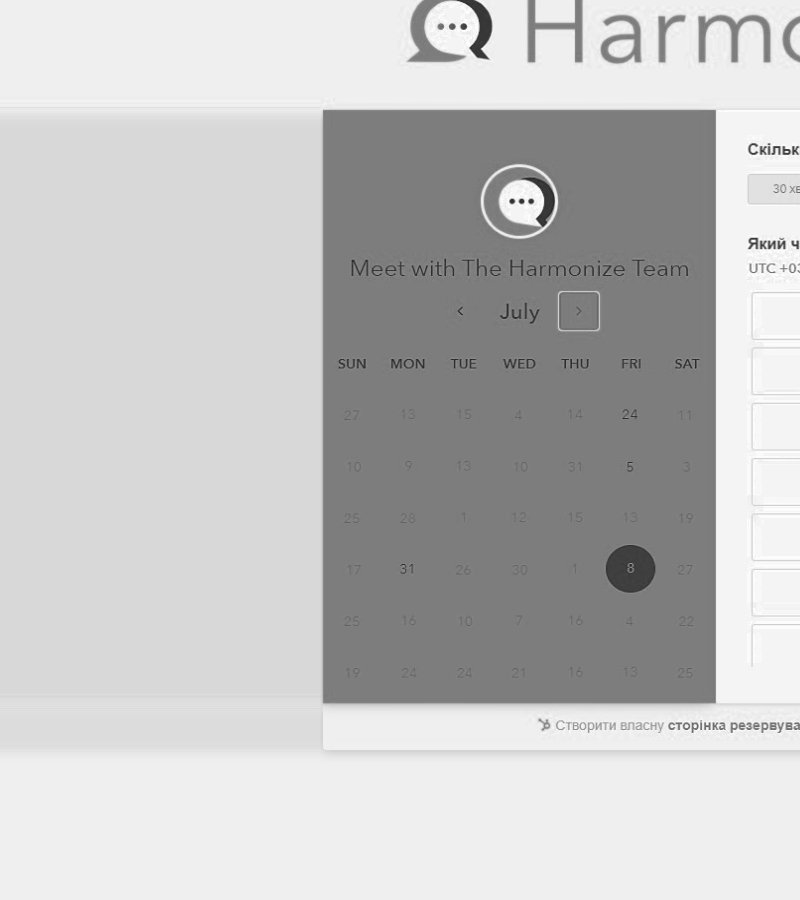 Harmo
Meet with The Harmonize Team
July
SUN MON TUE WED THU FRI SAT
27 13 15 4 14 24 11
10 9 13 10 31 5 3
25 28 1 12 15 13 19
17 31 26 30 1 8 27
25 16 10 7 16 4 22
19 24 24 21 16 13 25
Скільк
30 хв
Який ч
UTC +03
Створити власну сторінка резервува